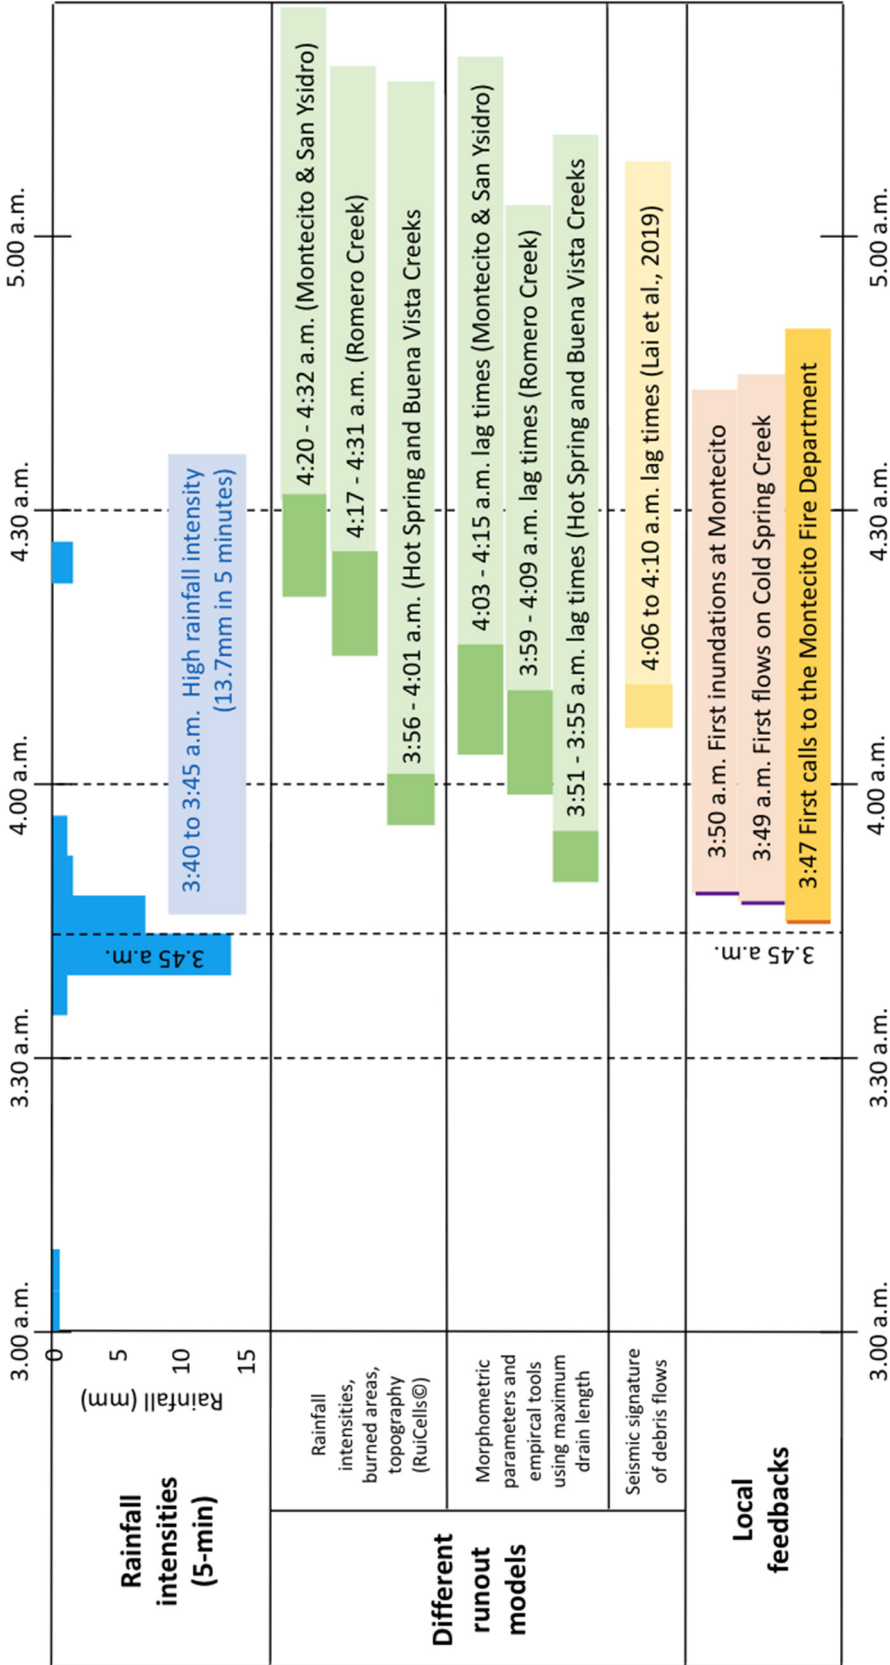 3.00 a.m.
3.30 a.m.
4.00 a.m.
4.30 a.m.
5.00 a.m.
Rainfall
intensities
(5-min)
Rainfall (mm)
0
5
10
15
3.45 a.m.
3:40 to 3:45 a.m. High rainfall intensity
(13.7mm in 5 minutes)
Different
runout
models
Rainfall
intensities,
burned areas,
topography
(RuiCells©)
4:20 - 4:32 a.m. (Montecito & San Ysidro)
4:17 - 4:31 a.m. (Romero Creek)
3:56 - 4:01 a.m. (Hot Spring and Buena Vista Creeks
Morphometric
parameters and
empircal tools
using maximum
drain length
4:03 - 4:15 a.m. lag times (Montecito & San Ysidro)
3:59 - 4:09 a.m. lag times (Romero Creek)
3:51 - 3:55 a.m. lag times (Hot Spring and Buena Vista Creeks
Seismic signature
of debris flows
4:06 to 4:10 a.m. lag times (Lai et al., 2019)
Local
feedbacks
3:50 a.m. First inundations at Montecito
3:49 a.m. First flows on Cold Spring Creek
3:47 First calls to the Montecito Fire Department
3.45 a.m.
3.00 a.m.
3.30 a.m.
4.00 a.m.
4.30 a.m.
5.00 a.m.